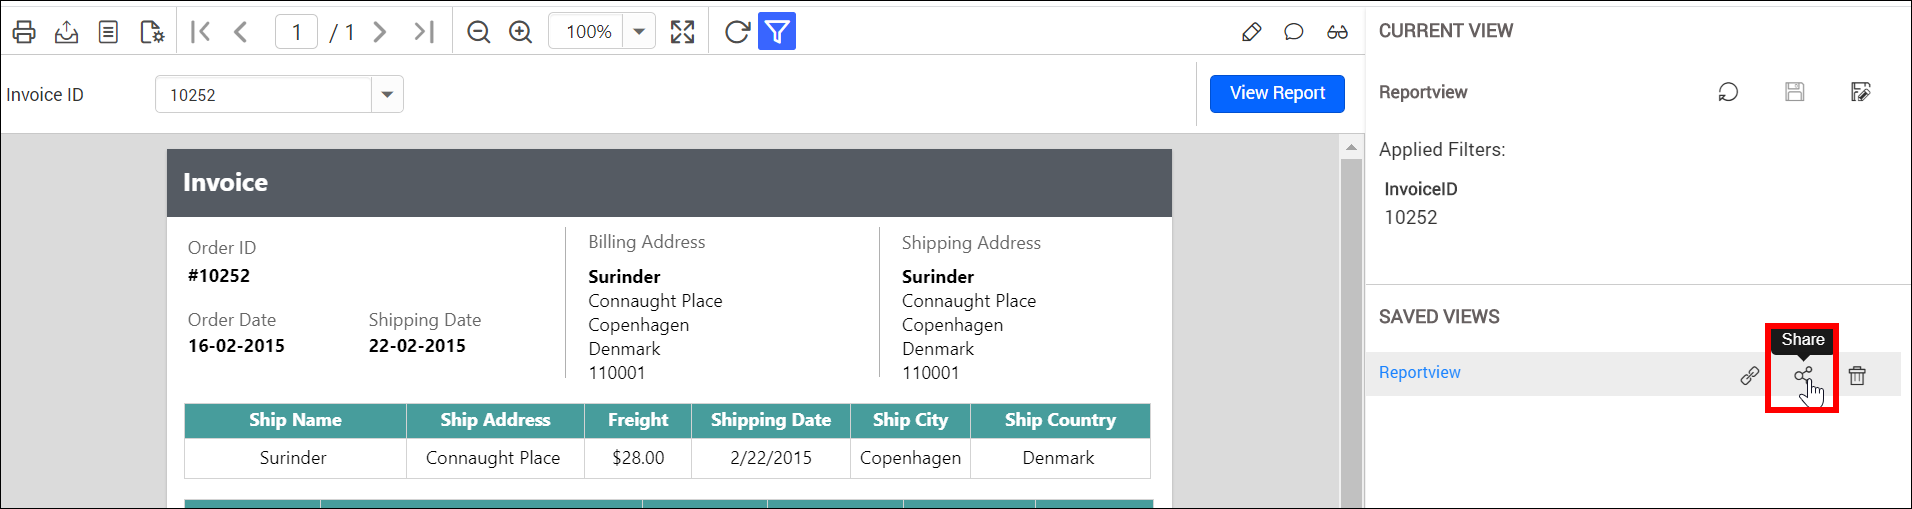 1 / 1
100%
Invoice ID
10252
View Report
Invoice
Order ID
#10252
Order Date
16-02-2015
Shipping Date
22-02-2015
Billing Address
Surinder
Connaught Place
Copenhagen
Denmark
110001
Shipping Address
Surinder
Connaught Place
Copenhagen
Denmark
110001
Ship Name Ship Address Freight Shipping Date Ship City Ship Country
Surinder Connaught Place $28.00 2/22/2015 Copenhagen Denmark
CURRENT VIEW
Reportview
Applied Filters:
InvoiceID
10252
SAVED VIEWS
Share
Reportview